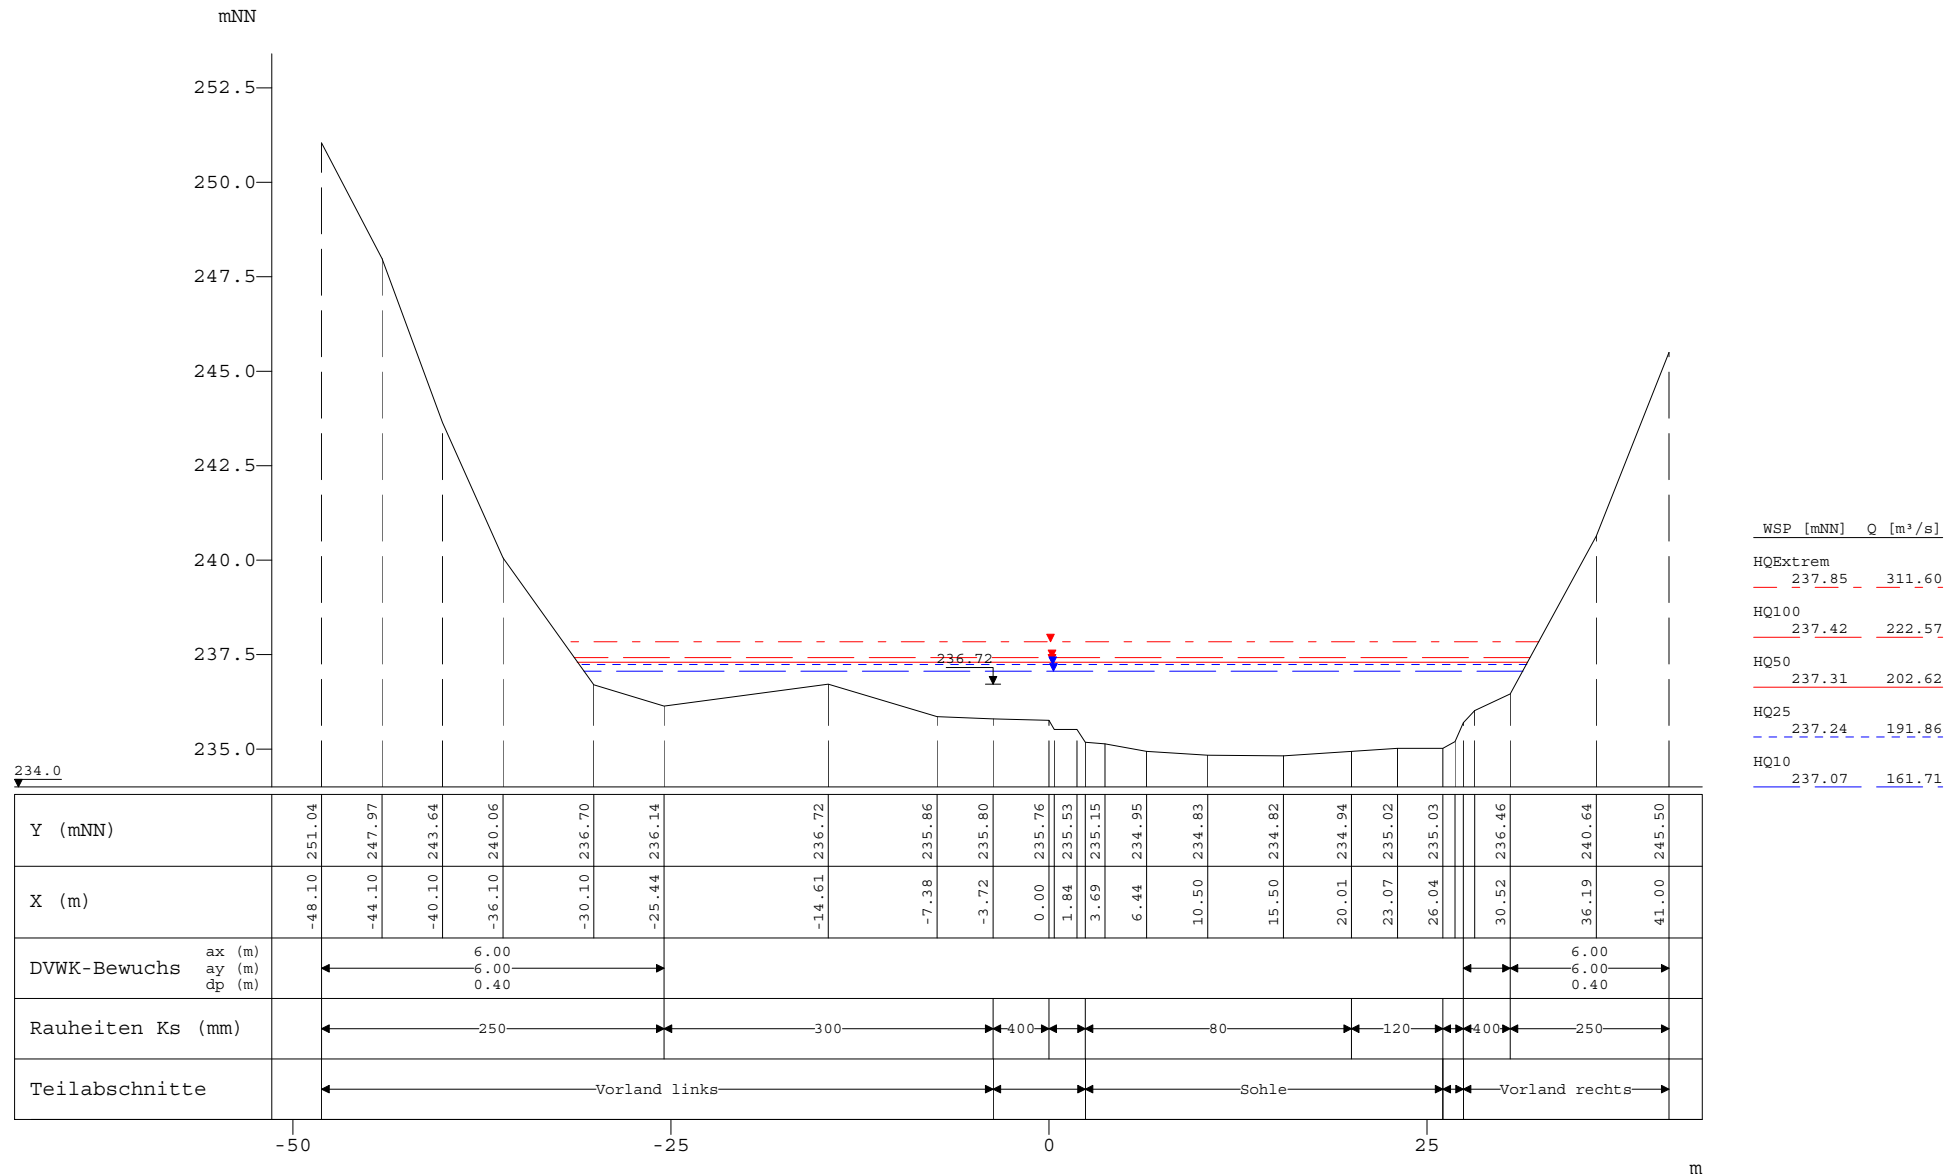 mNN
252.5
250.0
247.5
245.0
242.5
240.0
237.5
235.0
236.72
234.0
WSP [mNN] Q [m³/s]
HQExtrem
237.85 311.60
HQ100
237.42 222.57
HQ50
237.31 202.62
HQ25
237.24 191.86
HQ10
237.07 161.71
Y (mNN) 251.04 247.97 243.64 240.06 236.70 236.14 236.72 235.86 235.80 235.76 235.53 235.15 234.95 234.83 234.82 234.94 235.02 235.03 236.46 240.64 245.50
X (m) -48.10 -44.10 -40.10 -36.10 -30.10 -25.44 -14.61 -7.38 -3.72 0.00 1.84 3.69 6.44 10.50 15.50 20.01 23.07 26.04 30.52 36.19 41.00
DVWK-Bewuchs
ax (m) 6.00 6.00
ay (m) 6.00 6.00
dp (m) 0.40 0.40
Rauheiten Ks (mm) 250 300 400 80 120 400 250
Teilabschnitte Vorland links Sohle Vorland rechts
-50 -25 0 25
m